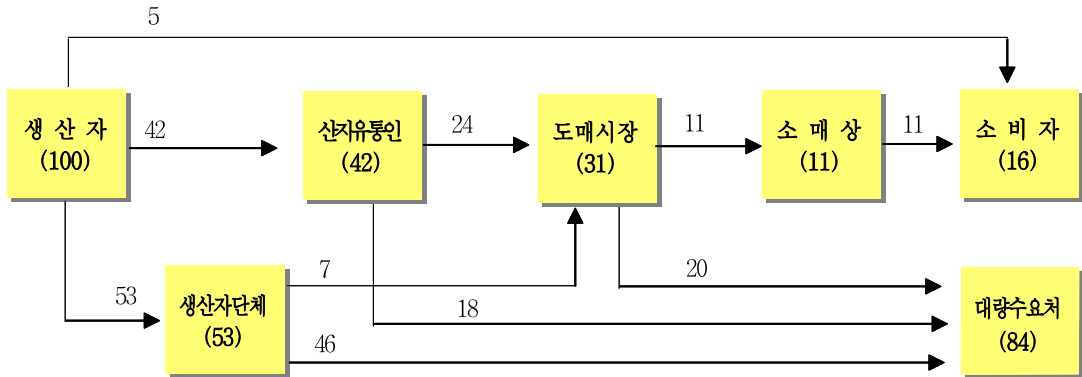 5
생 산 자
(100)
42
산자유통인
(42)
24
도매시장
(31)
11
소 매 상
(11)
11
소 비 자
(16)
53
생산자단체
(53)
7
18
46
20
대량수요처
(84)